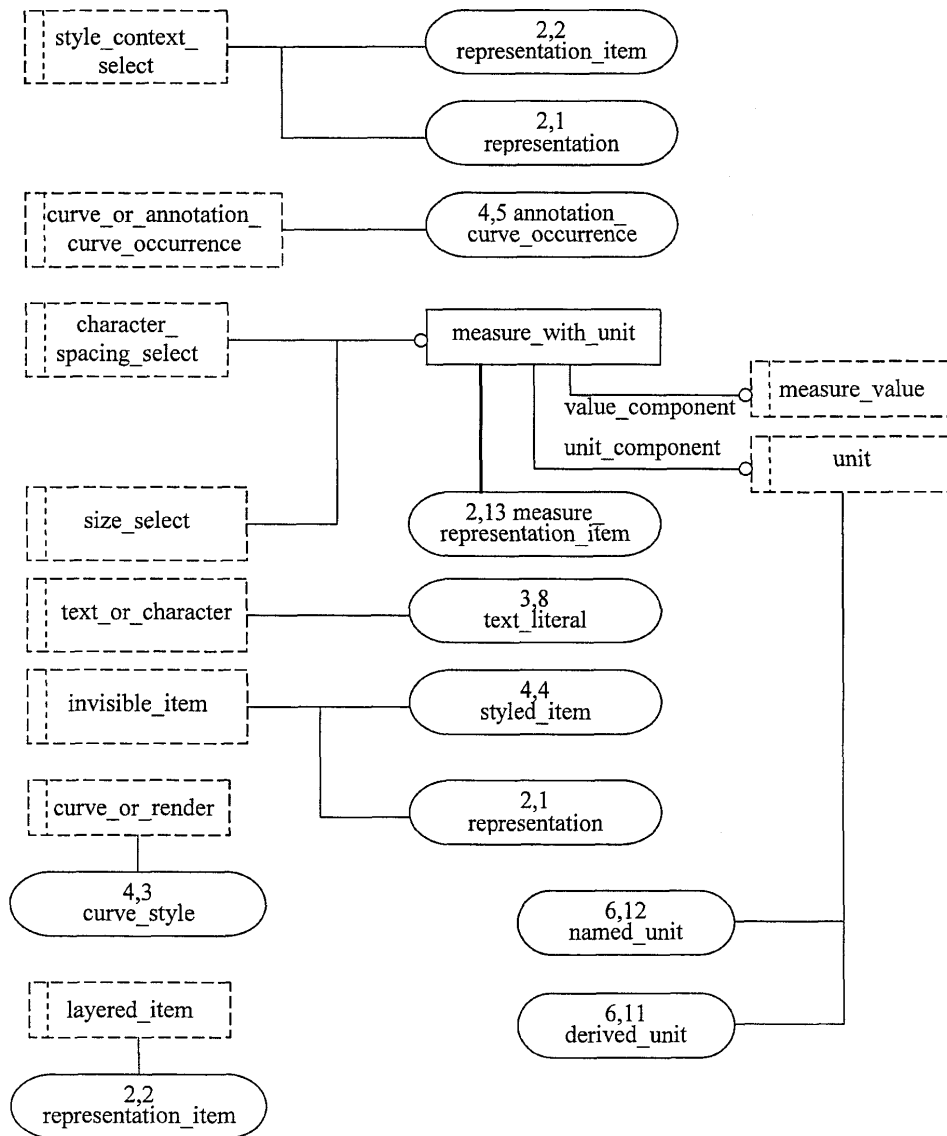 style_context_
select
2,2
representation_item
2,1
representation
curve_or_annotation_
curve_occurrence
4,5 annotation_
curve_occurrence
character_
spacing_select
measure_with_unit
value_component
measure_value
unit_component
unit
size_select
2,13 measure_
representation_item
text_or_character
3,8
text_literal
invisible_item
4,4
styled_item
curve_or_render
2,1
representation
4,3
curve_style
6,12
named_unit
layered_item
6,11
derived_unit
2,2
representation_item